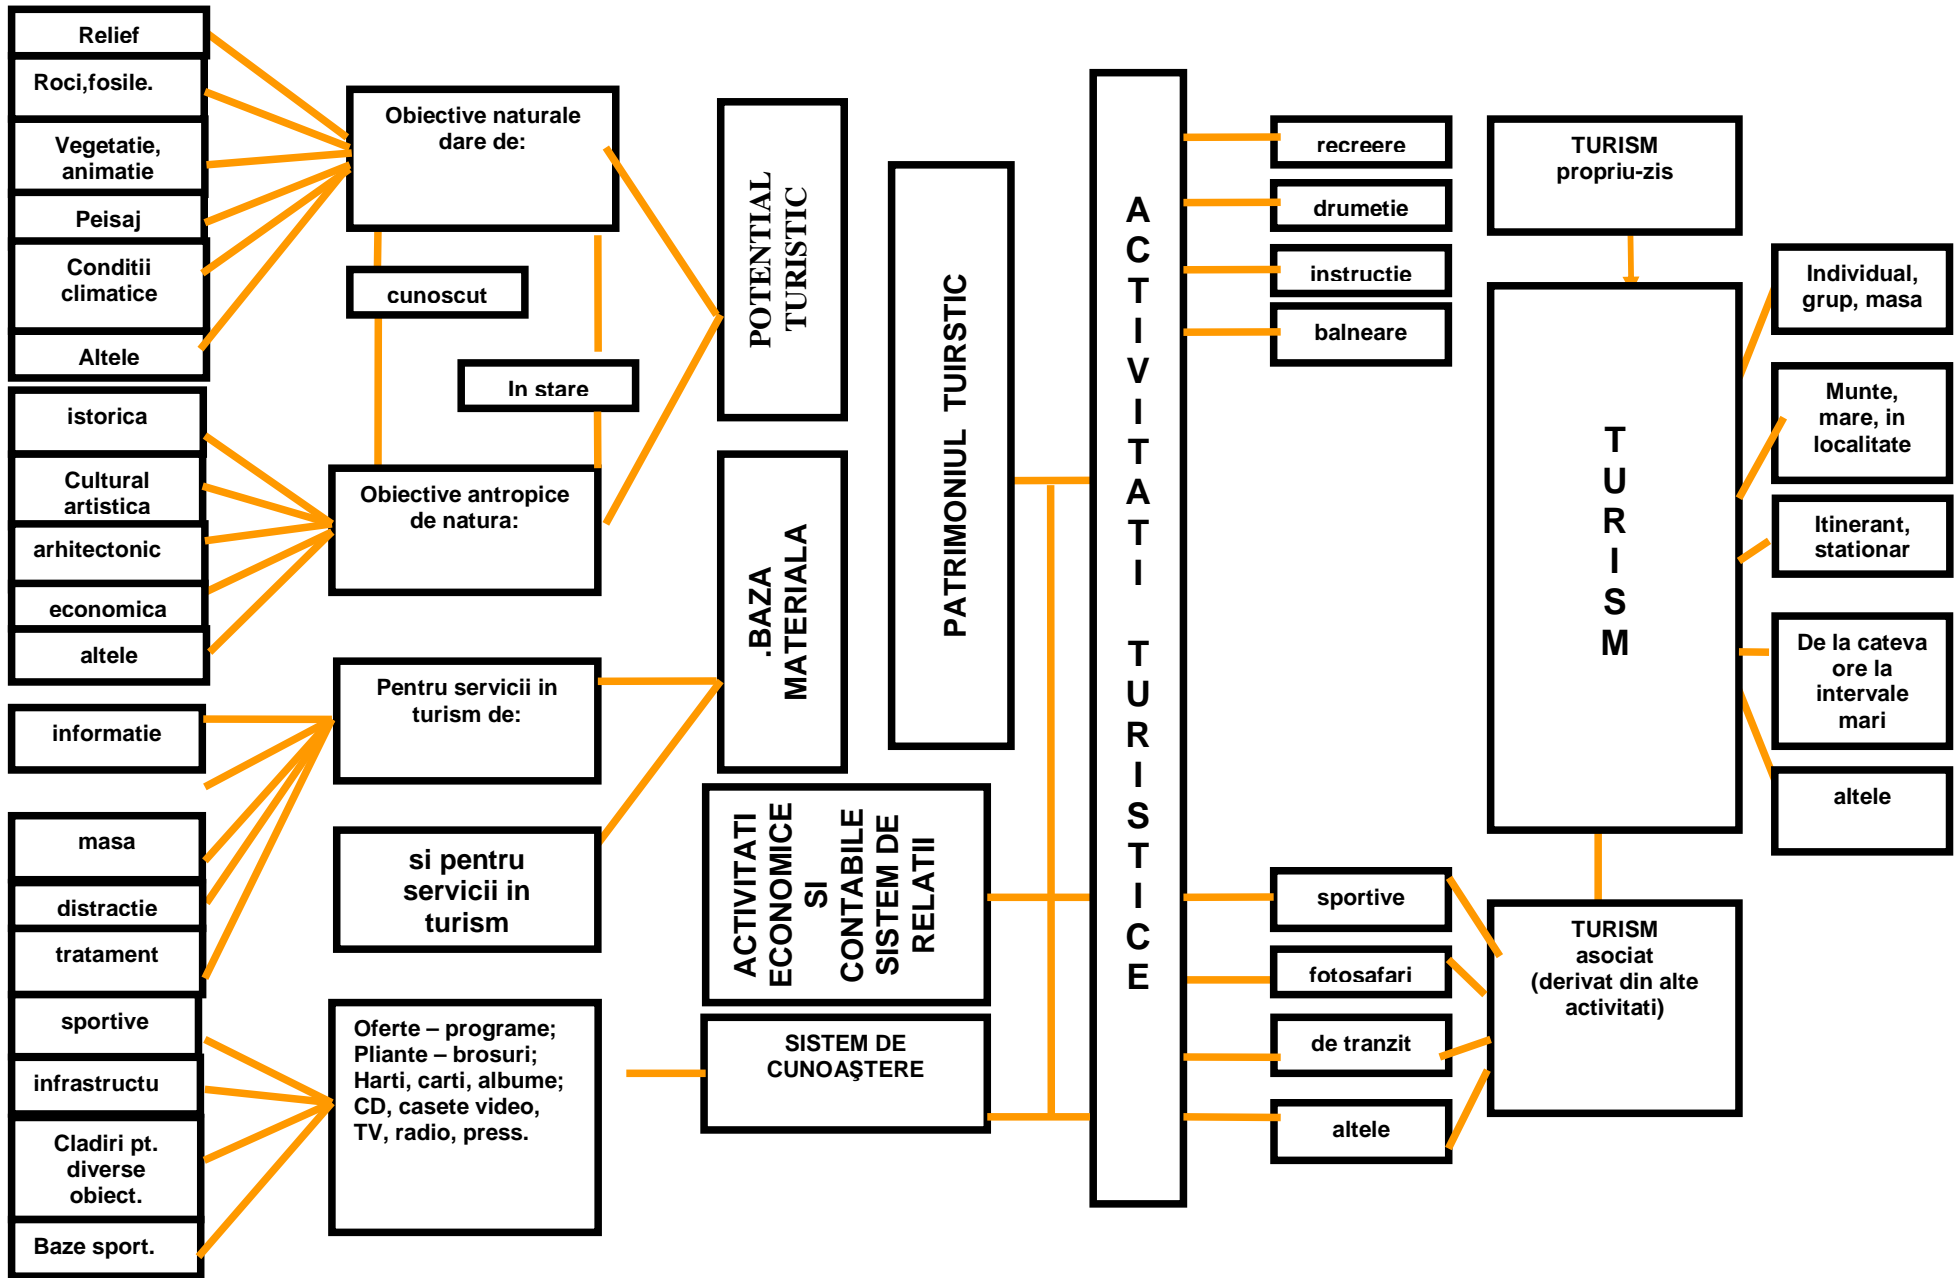 Relief
Roci,fosile.
Vegetatie,
animatie
Peisaj
Conditii
climatice
Altele
istorica
Cultural
artistica
arhitectonic
economica
altele
informatie
masa
distractie
tratament
sportive
infrastructu
Cladiri pt.
diverse
obiect.
Baze sport.
Obiective naturale
dare de:
cunoscut
In stare
Obiective antropice
de natura:
Pentru servicii in
turism de:
si pentru
servicii in
turism
Oferte – programe;
Pliante – brosuri;
Harti, carti, albume;
CD, casete video,
TV, radio, press.
POTENTIAL
TURISTIC
.BAZA
MATERIALA
ACTIVITATI
ECONOMICE
SI
CONTABILE
SISTEM DE
RELATII
SISTEM DE
CUNOAŞTERE
PATRIMONIUL TUIRSTIC
ACTIVITATI TURISTICE
recreere
drumetie
instructie
balneare
sportive
fotosafari
de tranzit
altele
TURISM
propriu-zis
TURISM
TURISM
asociat
(derivat din alte
activitati)
Individual,
grup, masa
Munte,
mare, in
localitate
Itinerant,
stationar
De la cateva
ore la
intervale
mari
altele